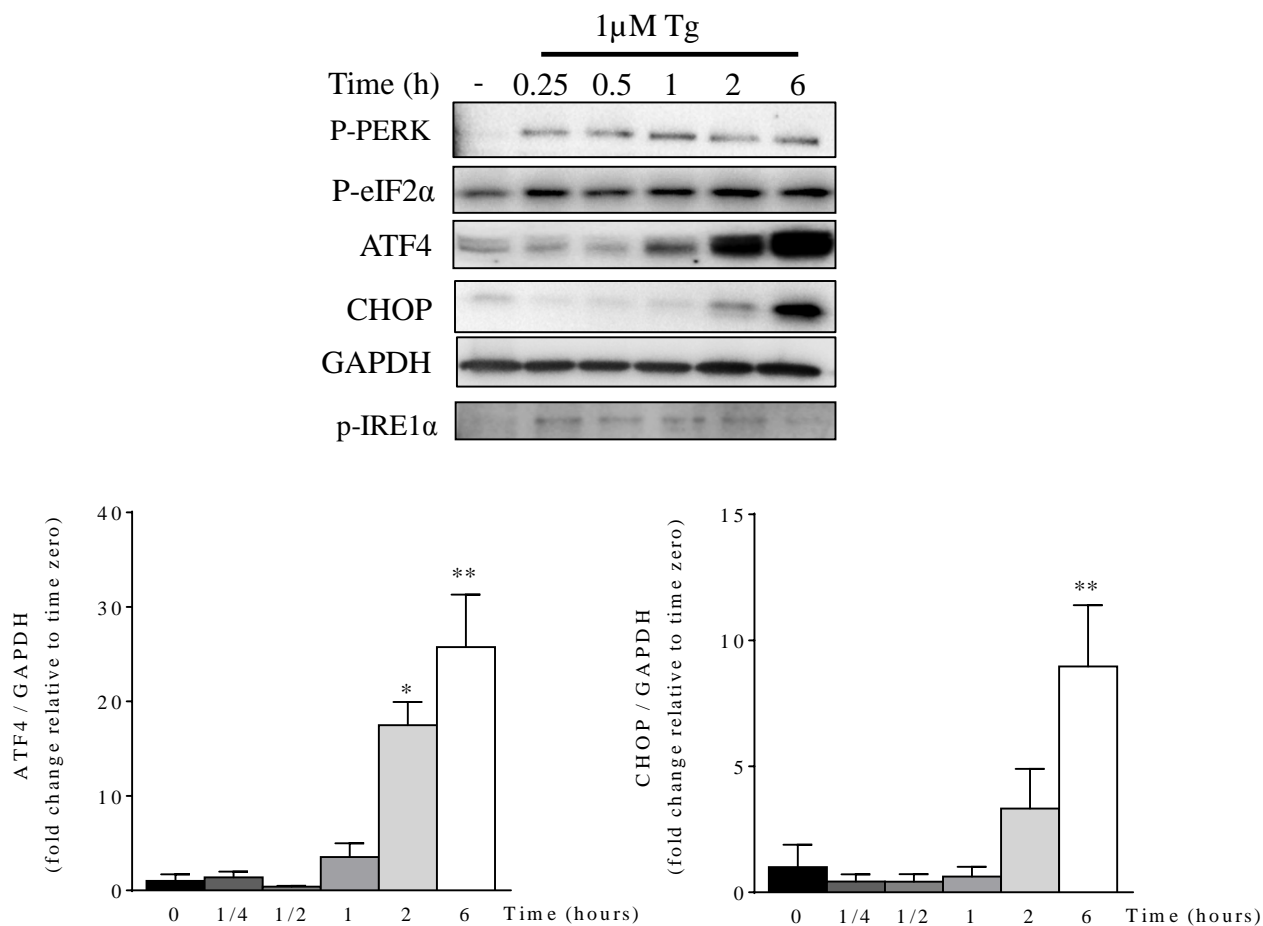 1µM Tg
Time (h) - 0.25 0.5 1 2 6
P-PERK
P-eIF2α
ATF4
CHOP
GAPDH
p-IRE1α
ATF4 / GAPDH
(fold change relative to time zero)
40
30
20
10
0
*
**
0 1/4 1/2 1 2 6 Time (hours)
CHOP / GAPDH
(fold change relative to time zero)
15
10
5
0
**
0 1/4 1/2 1 2 6 Time (hours)